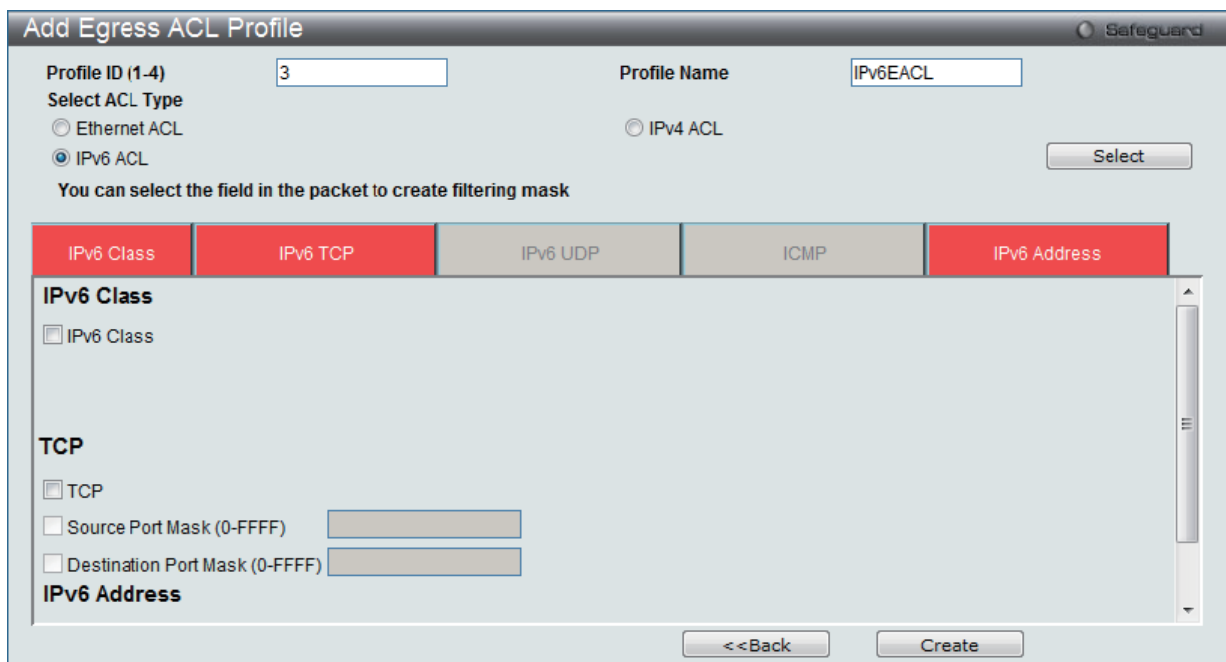 Add Egress ACL Profile
Safeguard
Profile ID (1-4) 3 Profile Name IPv6EACL
Select ACL Type
Ethernet ACL IPv4 ACL
IPv6 ACL
Select
You can select the field in the packet to create filtering mask
IPv6 Class IPv6 TCP IPv6 UDP ICMP IPv6 Address
IPv6 Class
IPv6 Class
TCP
TCP
Source Port Mask (0-FFFF)
Destination Port Mask (0-FFFF)
IPv6 Address
<<Back Create